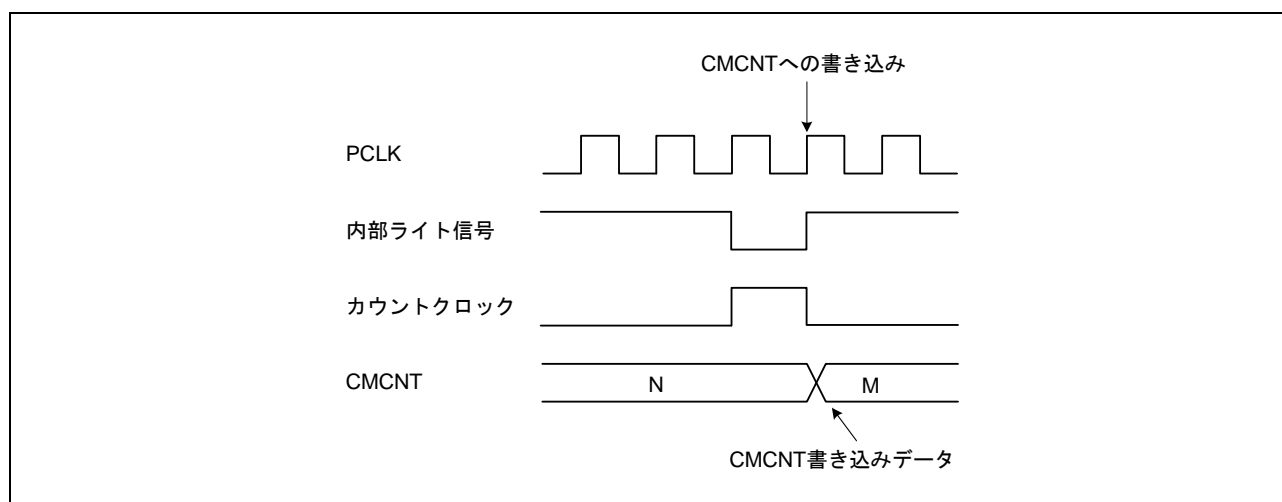 CMCNTへの書き込み
PCLK
内部ライト信号
カウントクロック
CMCNT
N
M
CMCNT書き込みデータ